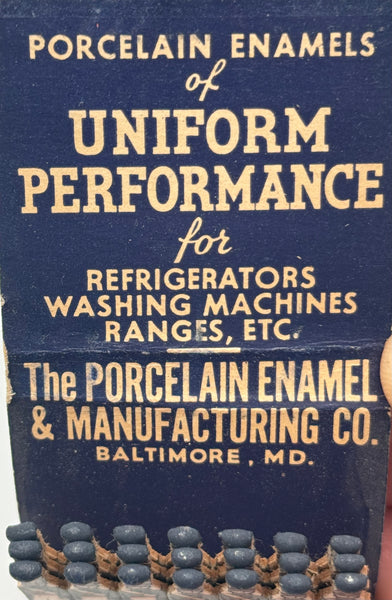 PORCELAIN ENAMELS
of
UNIFORM
PERFORMANCE
for
REFRIGERATORS
WASHING MACHINES
RANGES, ETC.
The PORCELAIN ENAMEL
& MANUFACTURING CO.
BALTIMORE, MD.